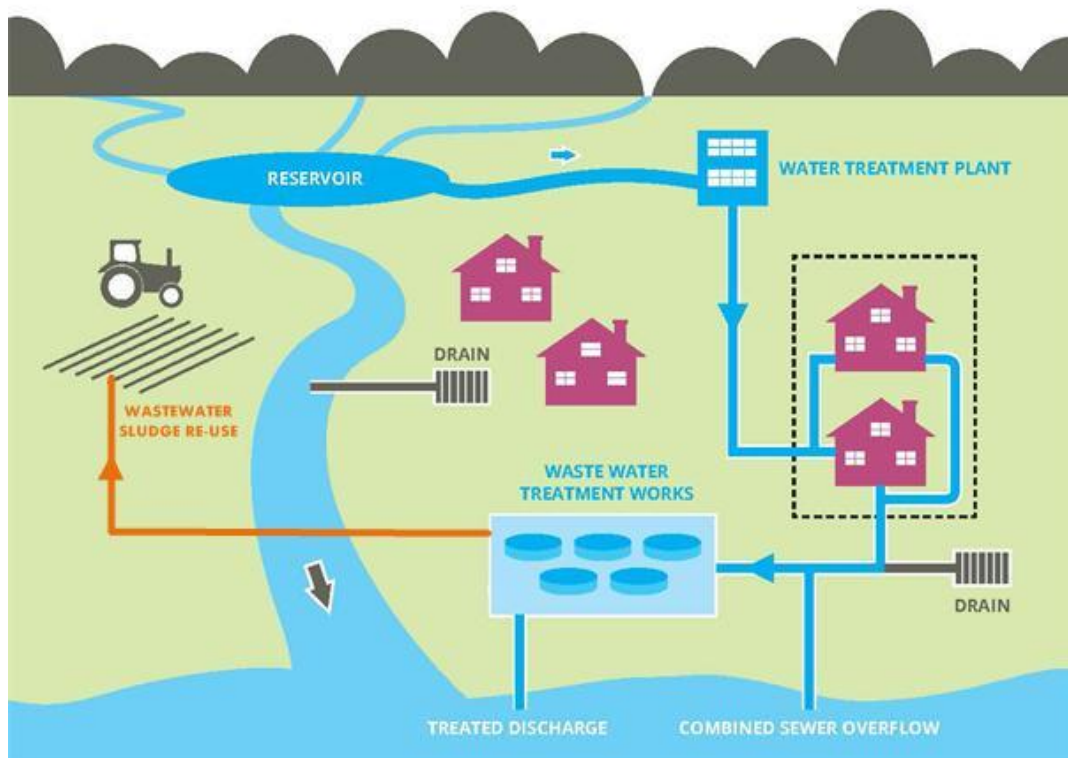 RESERVOIR
WATER TREATMENT PLANT
DRAIN
WASTEWATER
SLUDGE RE-USE
WASTE WATER
TREATMENT WORKS
DRAIN
TREATED DISCHARGE
COMBINED SEWER OVERFLOW